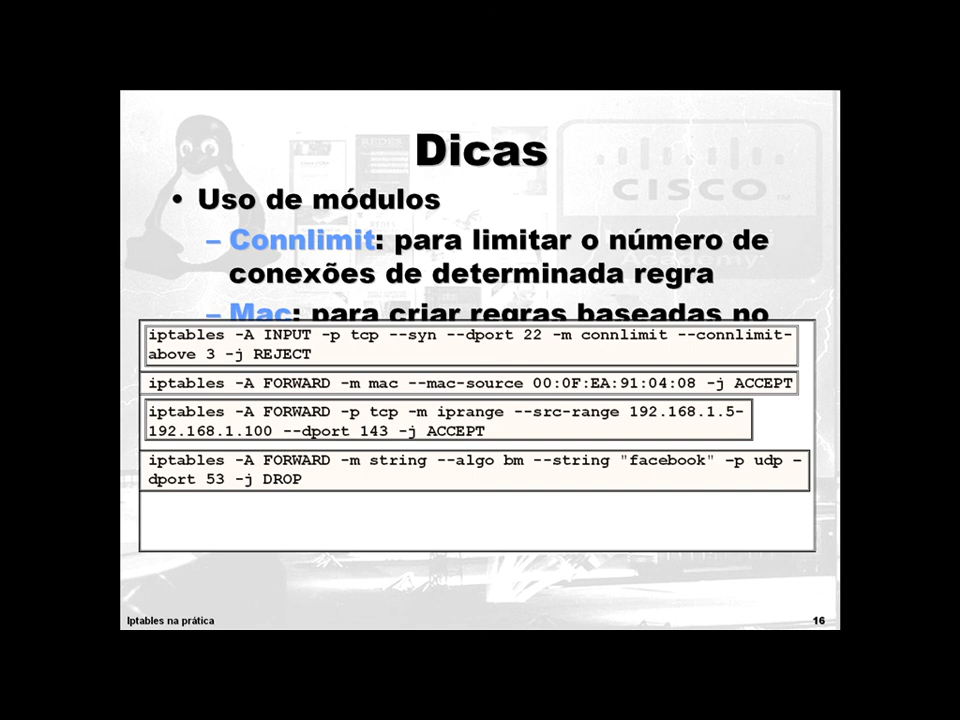 Dicas
• Uso de módulos
– Connlimit: para limitar o número de
conexões de determinada regra
– Mac: para criar regras baseadas no
iptables -A INPUT -p tcp --syn --dport 22 -m connlimit --connlimit-
above 3 -j REJECT
iptables -A FORWARD -m mac --mac-source 00:0F:EA:91:04:08 -j ACCEPT
iptables -A FORWARD -p tcp -m iprange --src-range 192.168.1.5-
192.168.1.100 --dport 143 -j ACCEPT
iptables -A FORWARD -m string --algo bm --string "facebook" –p udp –
dport 53 -j DROP
CISCO
Academy
REDES
Iptables na prática
16